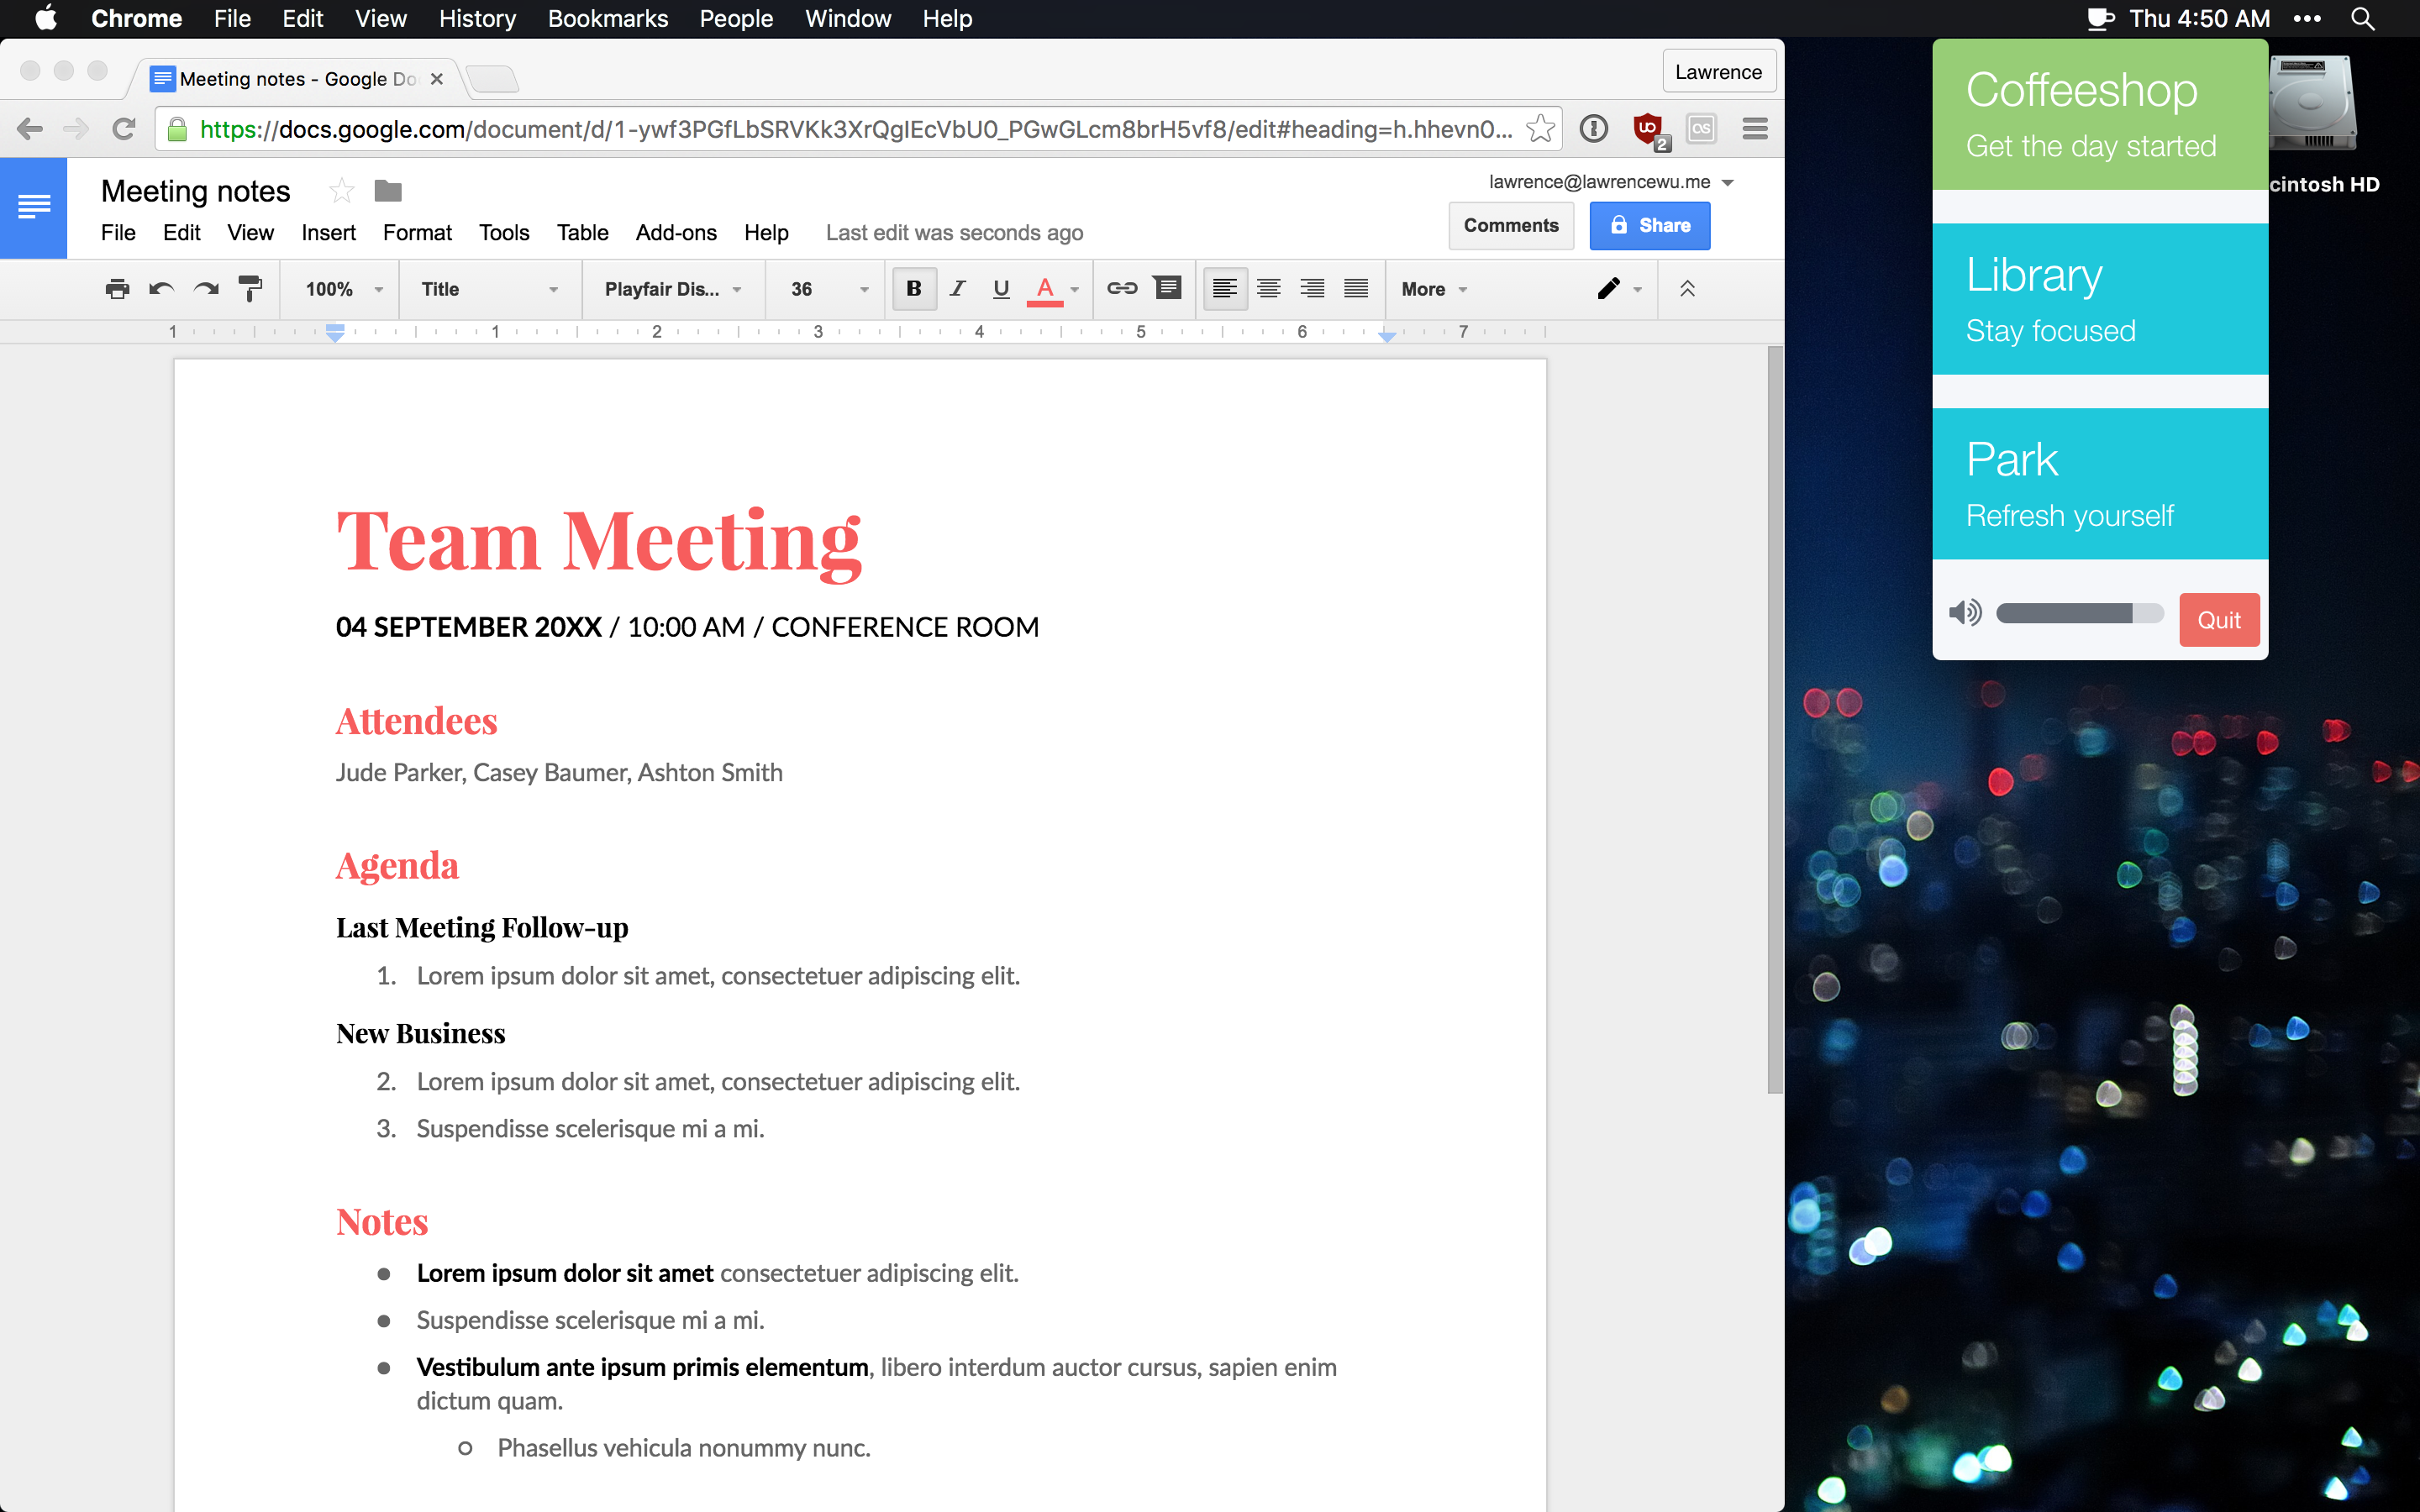 Chrome File Edit View History Bookmarks People Window Help Thu 4:50 AM
Meeting notes - Google Do
Lawrence
https://docs.google.com/document/d/1-ywf3PGfLbSRVKk3XrQgIEcVbU0_PGwGLcm8brH5vf8/edit#heading=h.hhevn0...
2
Meeting notes
lawrence@lawrencewu.me
File Edit View Insert Format Tools Table Add-ons Help Last edit was seconds ago
Comments Share
100% Title Playfair Dis... 36 B I U A More
1 1 2 3 4 5 6 7
Team Meeting
04 SEPTEMBER 20XX / 10:00 AM / CONFERENCE ROOM
Attendees
Jude Parker, Casey Baumer, Ashton Smith
Agenda
Last Meeting Follow-up
1. Lorem ipsum dolor sit amet, consectetuer adipiscing elit.
New Business
2. Lorem ipsum dolor sit amet, consectetuer adipiscing elit.
3. Suspendisse scelerisque mi a mi.
Notes
● Lorem ipsum dolor sit amet consectetuer adipiscing elit.
● Suspendisse scelerisque mi a mi.
● Vestibulum ante ipsum primis elementum, libero interdum auctor cursus, sapien enim
dictum quam.
○ Phasellus vehicula nonummy nunc.
Coffeeshop
Get the day started
Library
Stay focused
Park
Refresh yourself
Quit
cintosh HD